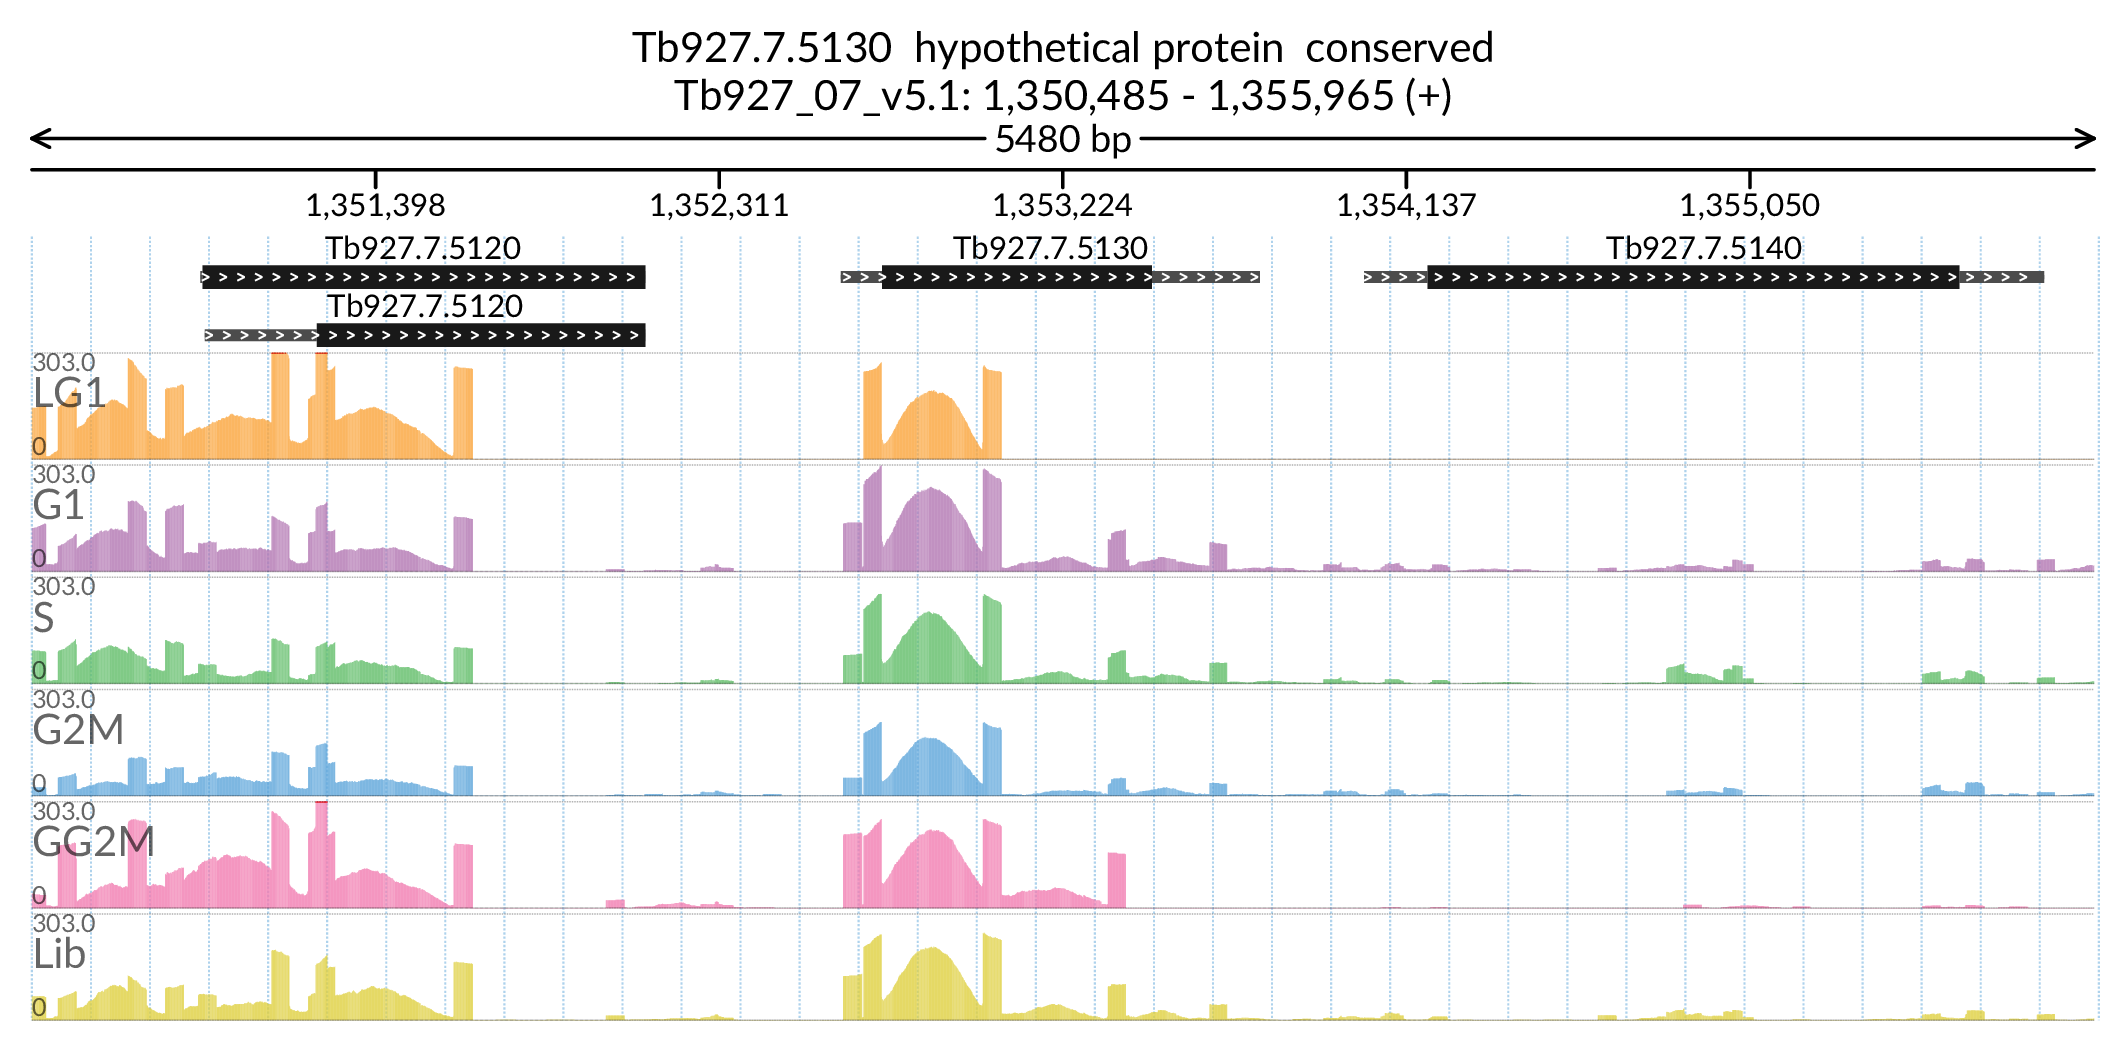 Tb927.7.5130 hypothetical protein conserved
Tb927_07_v5.1: 1,350,485 - 1,355,965 (+)
5480 bp
1,351,398 1,352,311 1,353,224 1,354,137 1,355,050
Tb927.7.5120 Tb927.7.5130 Tb927.7.5140
Tb927.7.5120
303.0
LG1
0
303.0
G1
0
303.0
S
0
303.0
G2M
0
303.0
GG2M
0
303.0
Lib
0